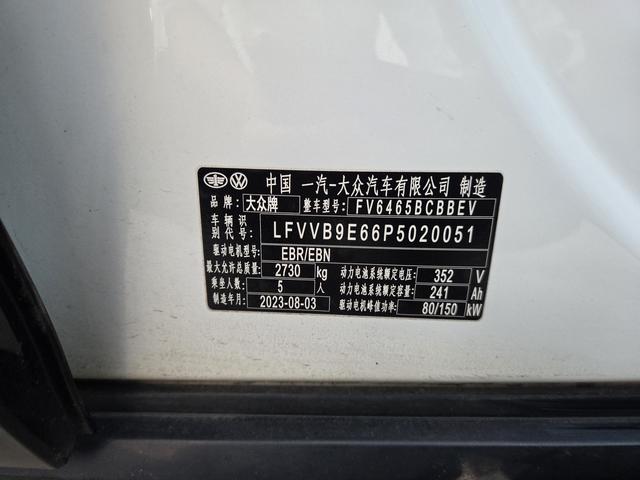 中国 一汽-大众汽车有限公司 制造
品牌: 大众牌 整车型号: FV6465BCBBEV
车辆识别代号: LFVVB9E66P5020051
驱动电机型号: EBR/EBN
最大允许总质量: 2730 kg 动力电池系统额定电压: 352 V
乘坐人数: 5 人 动力电池系统额定容量: 241 Ah
制造年月: 2023-08-03 驱动电机峰值功率: 80/150 kW